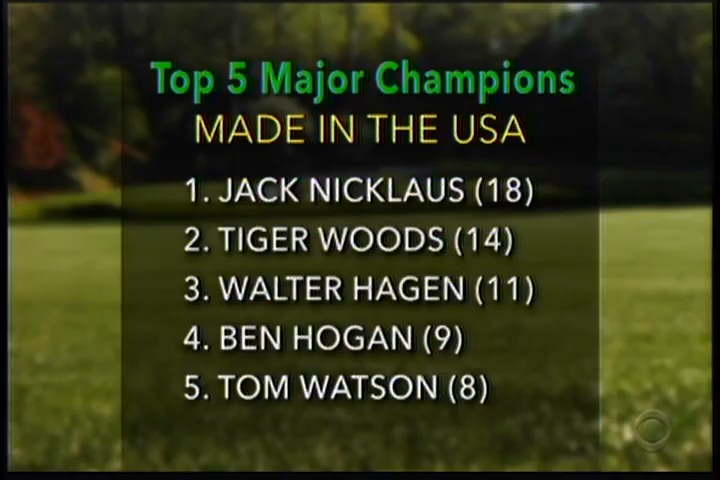 Top 5 Major Champions
MADE IN THE USA
1. JACK NICKLAUS (18)
2. TIGER WOODS (14)
3. WALTER HAGEN (11)
4. BEN HOGAN (9)
5. TOM WATSON (8)